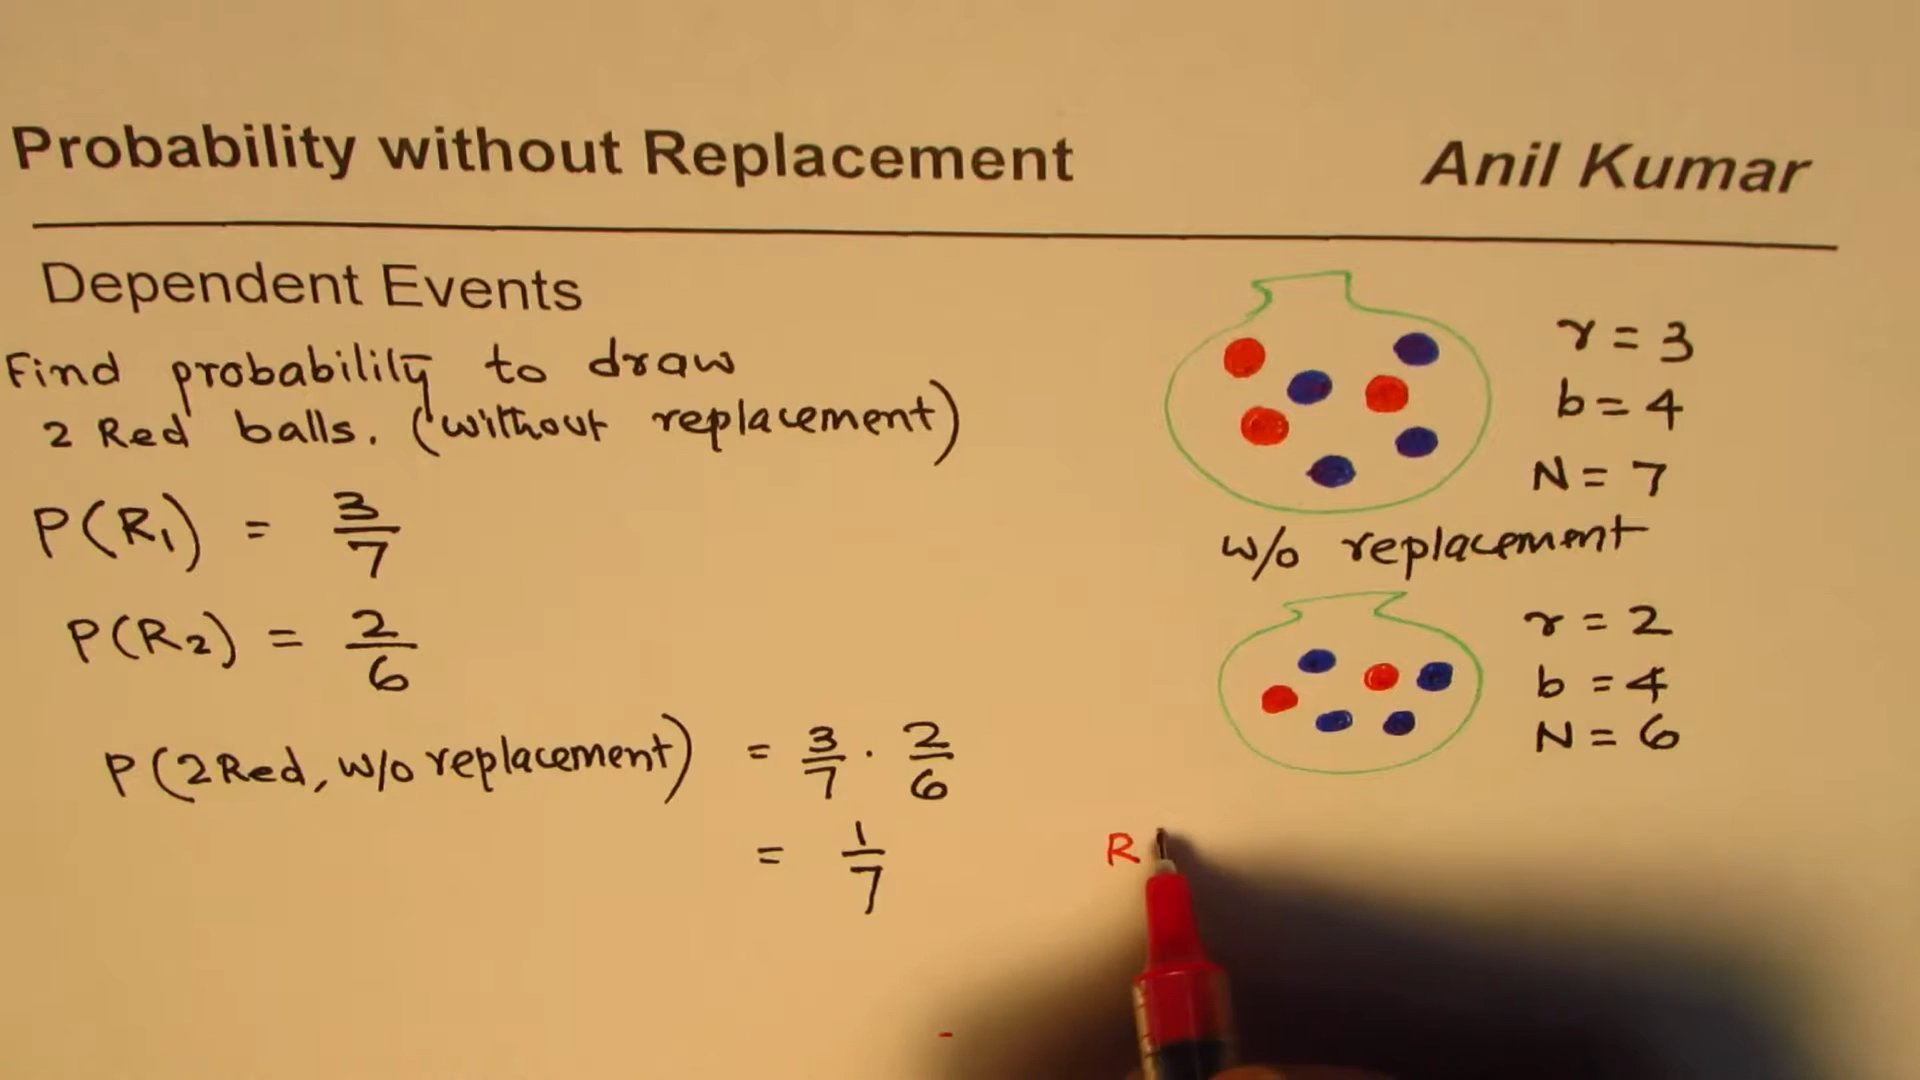 Probability without Replacement
Anil Kumar
Dependent Events
Find probability to draw
2 Red balls. (without replacement)
P(R₁) = 3/7
P(R₂) = 2/6
P(2Red, w/o replacement) = 3/7 · 2/6
= 1/7
r = 3
b = 4
N = 7
w/o replacement
r = 2
b = 4
N = 6
R